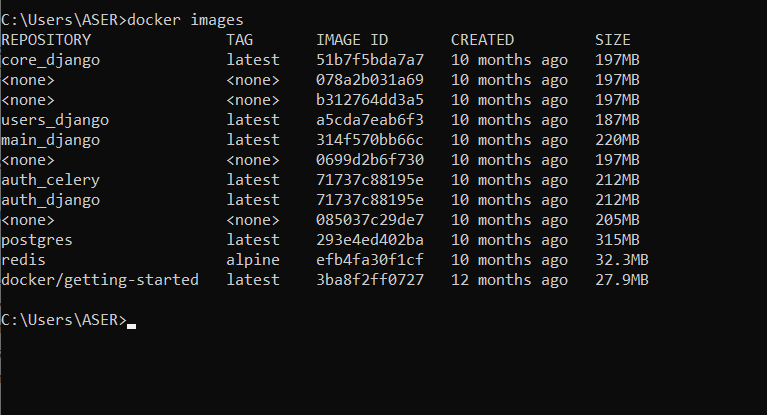 C:\Users\ASER>docker images
REPOSITORY TAG IMAGE ID CREATED SIZE
core_django latest 51b7f5bda7a7 10 months ago 197MB
<none> <none> 078a2b031a69 10 months ago 197MB
<none> <none> b312764dd3a5 10 months ago 197MB
users_django latest a5cda7eab6f3 10 months ago 187MB
main_django latest 314f570bb66c 10 months ago 220MB
<none> <none> 0699d2b6f730 10 months ago 197MB
auth_celery latest 71737c88195e 10 months ago 212MB
auth_django latest 71737c88195e 10 months ago 212MB
<none> <none> 085037c29de7 10 months ago 205MB
postgres latest 293e4ed402ba 10 months ago 315MB
redis alpine efb4fa30f1cf 10 months ago 32.3MB
docker/getting-started latest 3ba8f2ff0727 12 months ago 27.9MB
C:\Users\ASER>